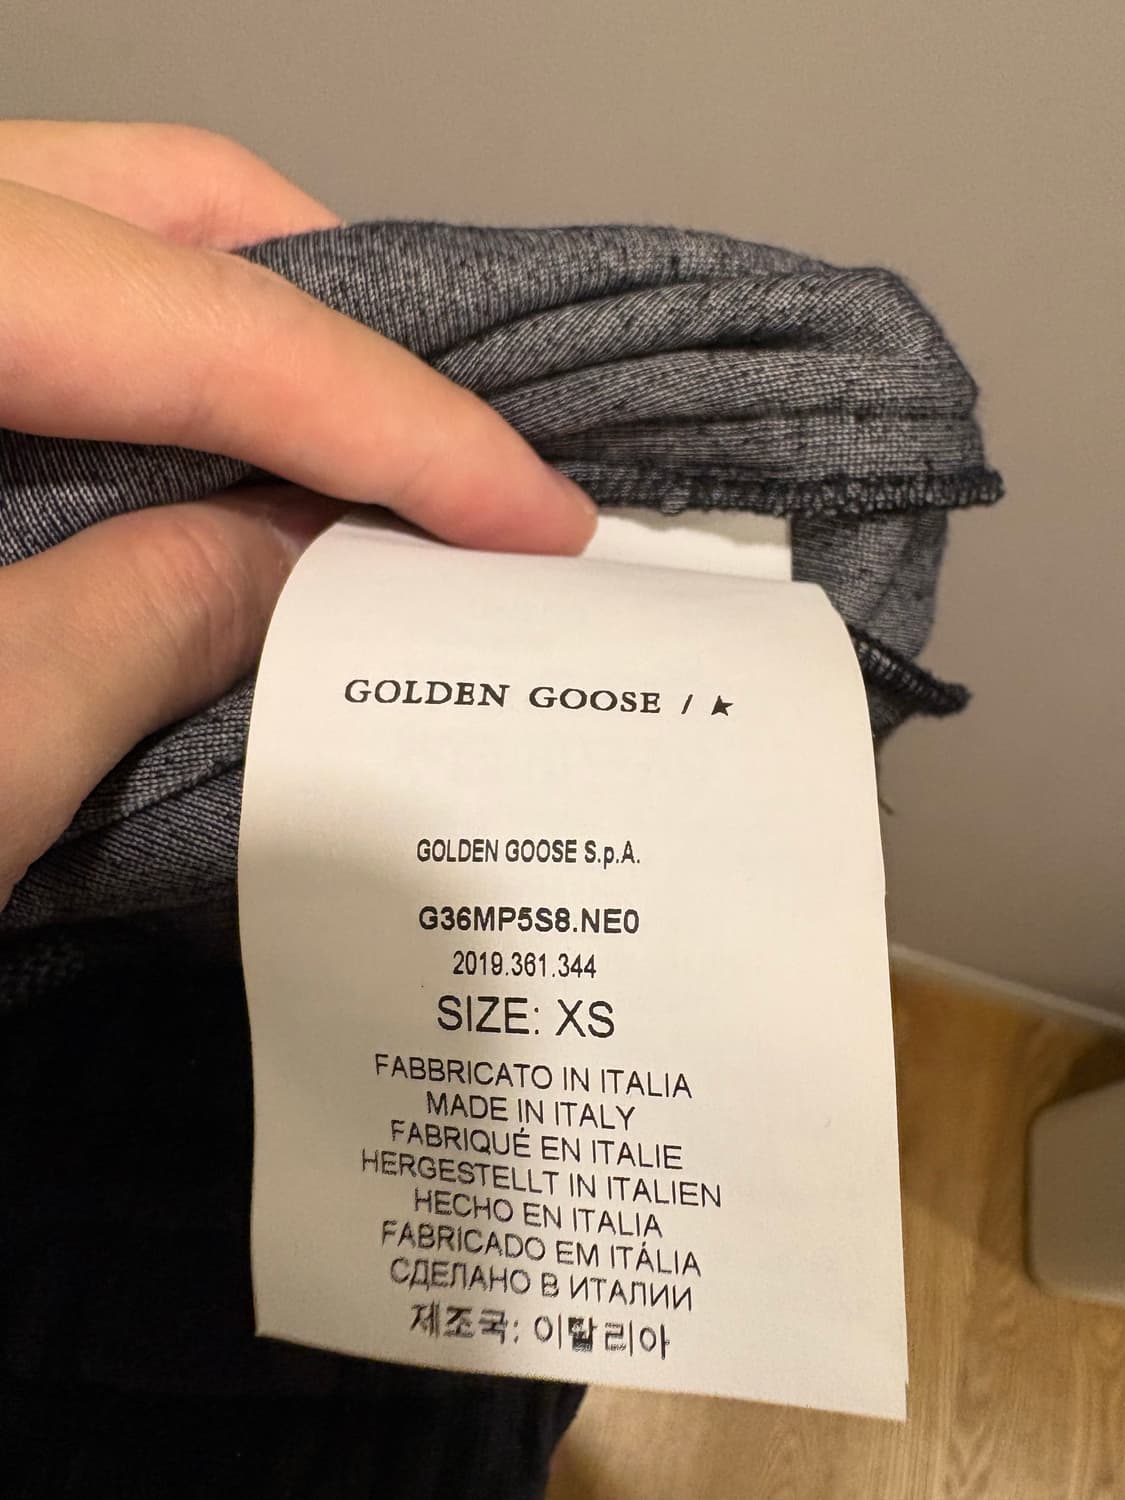 GOLDEN GOOSE / ★
GOLDEN GOOSE S.p.A.
G36MP5S8.NE0
2019.361.344
SIZE: XS
FABBRICATO IN ITALIA
MADE IN ITALY
FABRIQUÉ EN ITALIE
HERGESTELLT IN ITALIEN
HECHO EN ITALIA
FABRICADO EM ITÁLIA
СДЕЛАНО В ИТАЛИИ
제조국: 이탈리아